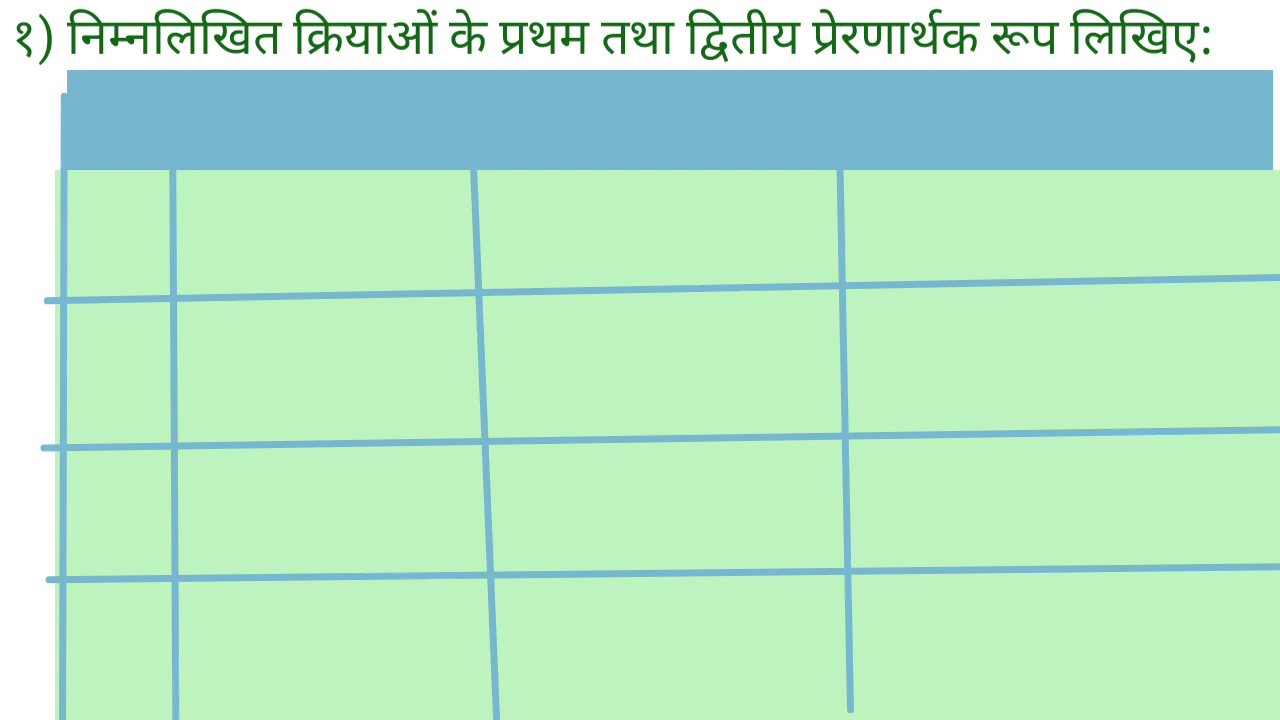 १) निम्नलिखित क्रियाओं के प्रथम तथा द्वितीय प्रेरणार्थक रूप लिखिए: